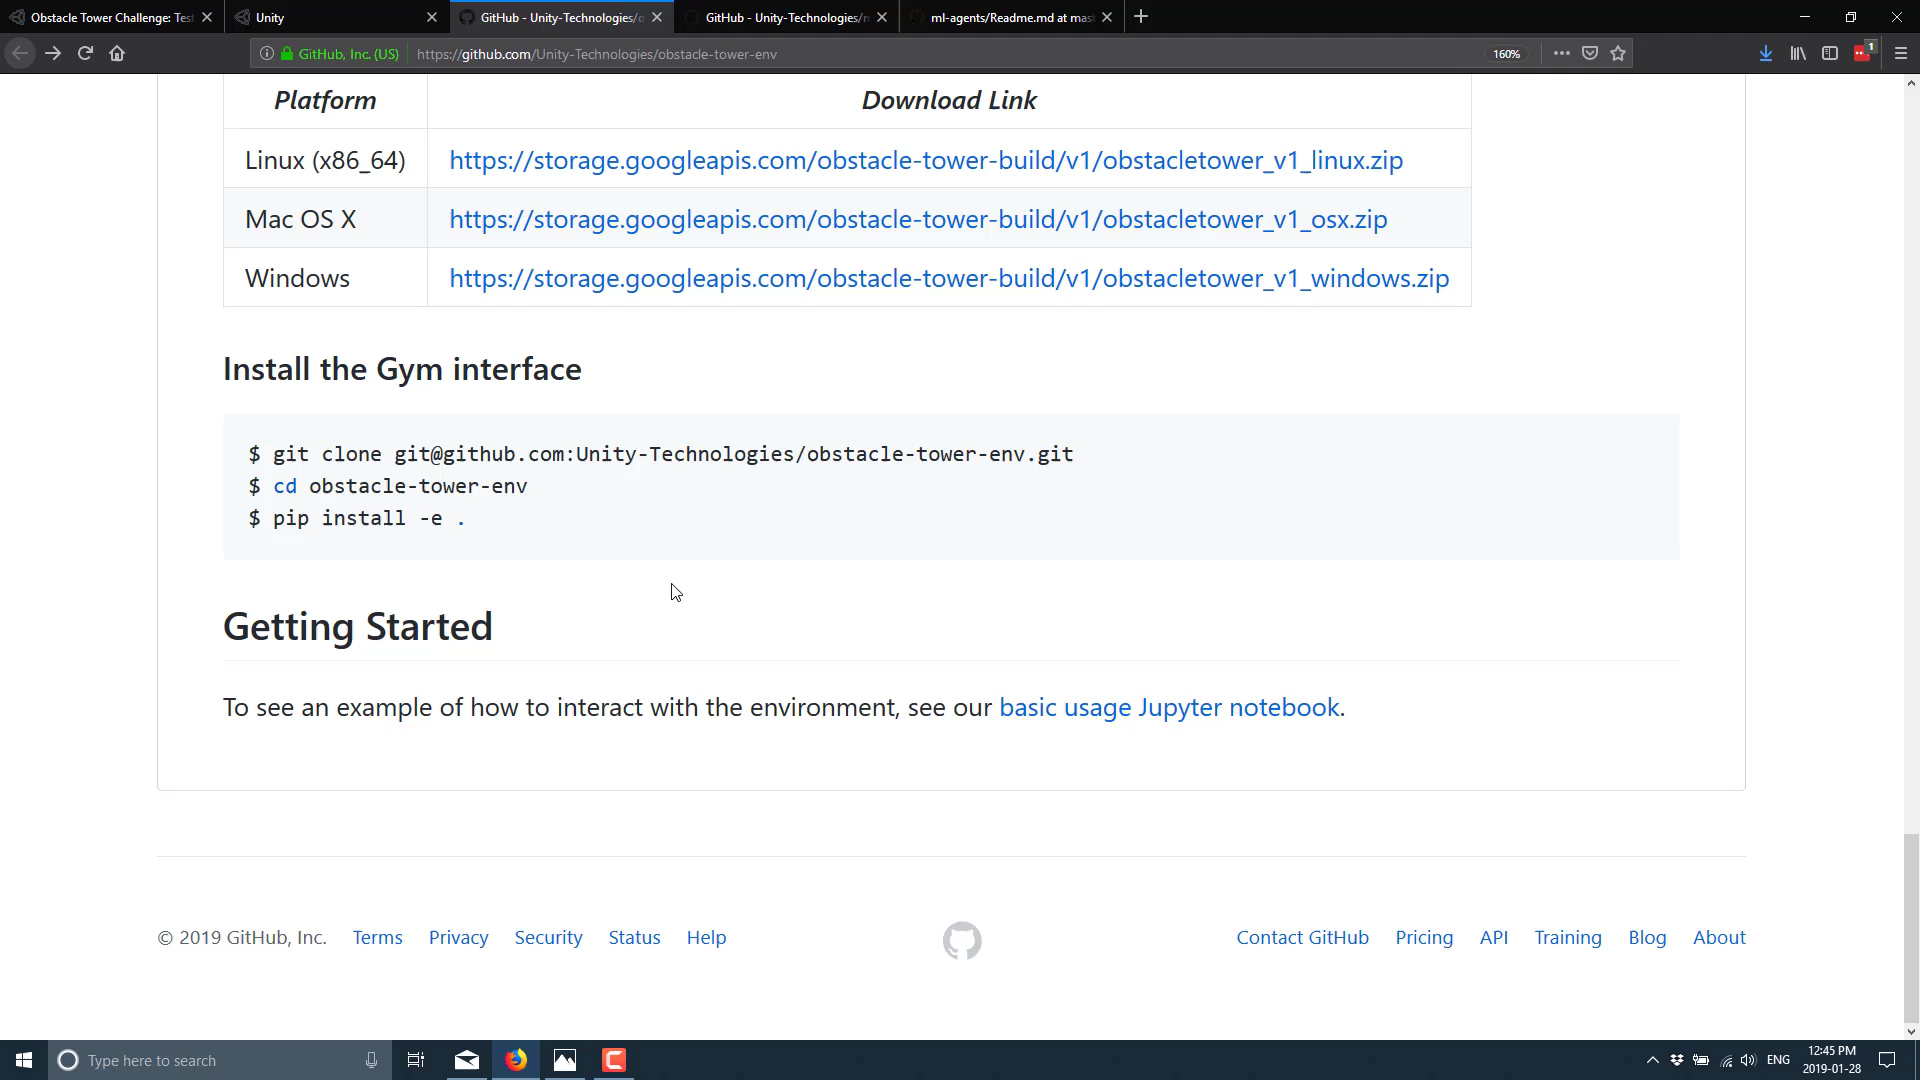 Obstacle Tower Challenge: Tes
Unity
GitHub - Unity-Technologies/o
GitHub - Unity-Technologies/
ml-agents/Readme.md at mas
GitHub, Inc. (US)
https://github.com/Unity-Technologies/obstacle-tower-env
160%
1
Platform
Download Link
Linux (x86_64)
https://storage.googleapis.com/obstacle-tower-build/v1/obstacletower_v1_linux.zip
Mac OS X
https://storage.googleapis.com/obstacle-tower-build/v1/obstacletower_v1_osx.zip
Windows
https://storage.googleapis.com/obstacle-tower-build/v1/obstacletower_v1_windows.zip
Install the Gym interface
$ git clone git@github.com:Unity-Technologies/obstacle-tower-env.git
$ cd obstacle-tower-env
$ pip install -e .
Getting Started
To see an example of how to interact with the environment, see our basic usage Jupyter notebook.
© 2019 GitHub, Inc. Terms Privacy Security Status Help
Contact GitHub Pricing API Training Blog About
Type here to search
ENG
12:45 PM
2019-01-28